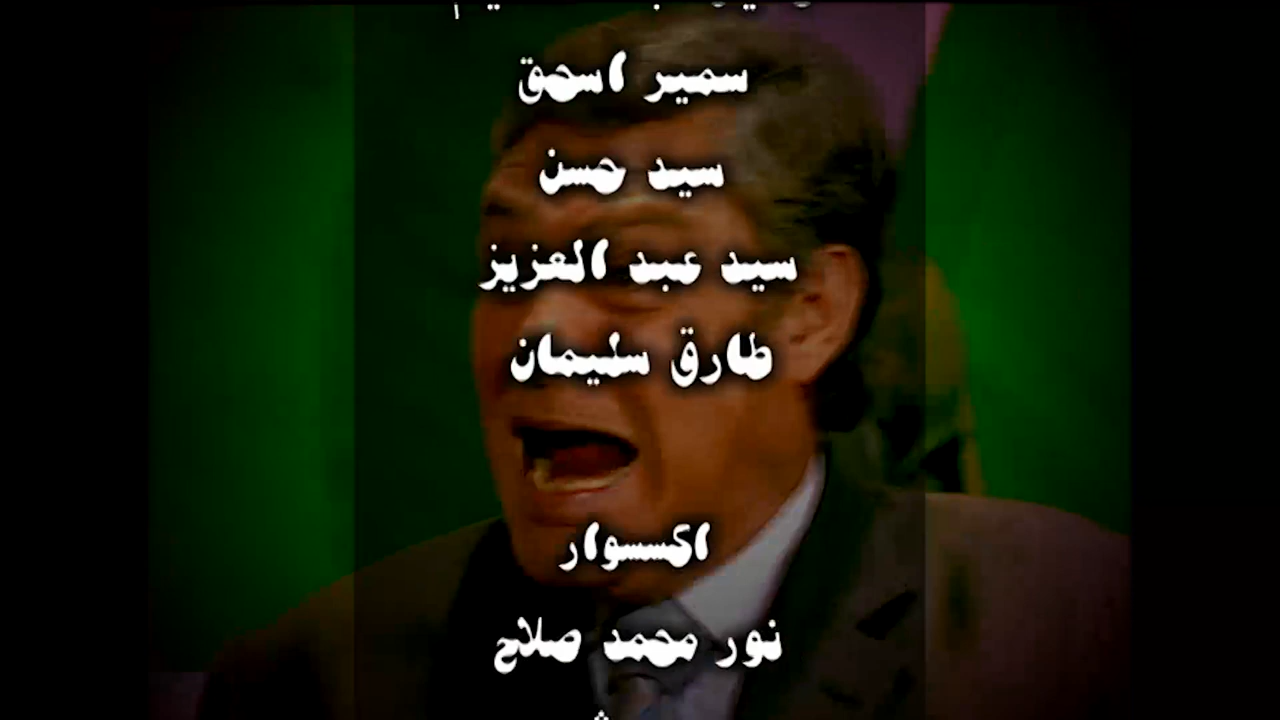 سمير اسحق
سيد حسن
سيد عبد العزيز
طارق سليمان
اكسسوار
نور محمد صلاح